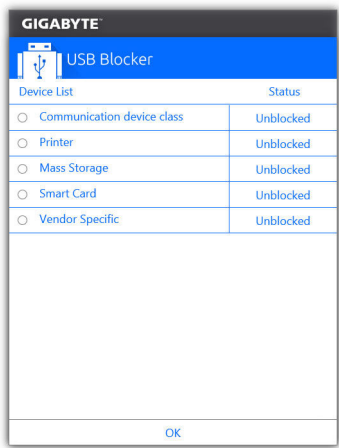 GIGABYTE™
USB Blocker
Device List Status
Communication device class Unblocked
Printer Unblocked
Mass Storage Unblocked
Smart Card Unblocked
Vendor Specific Unblocked
OK